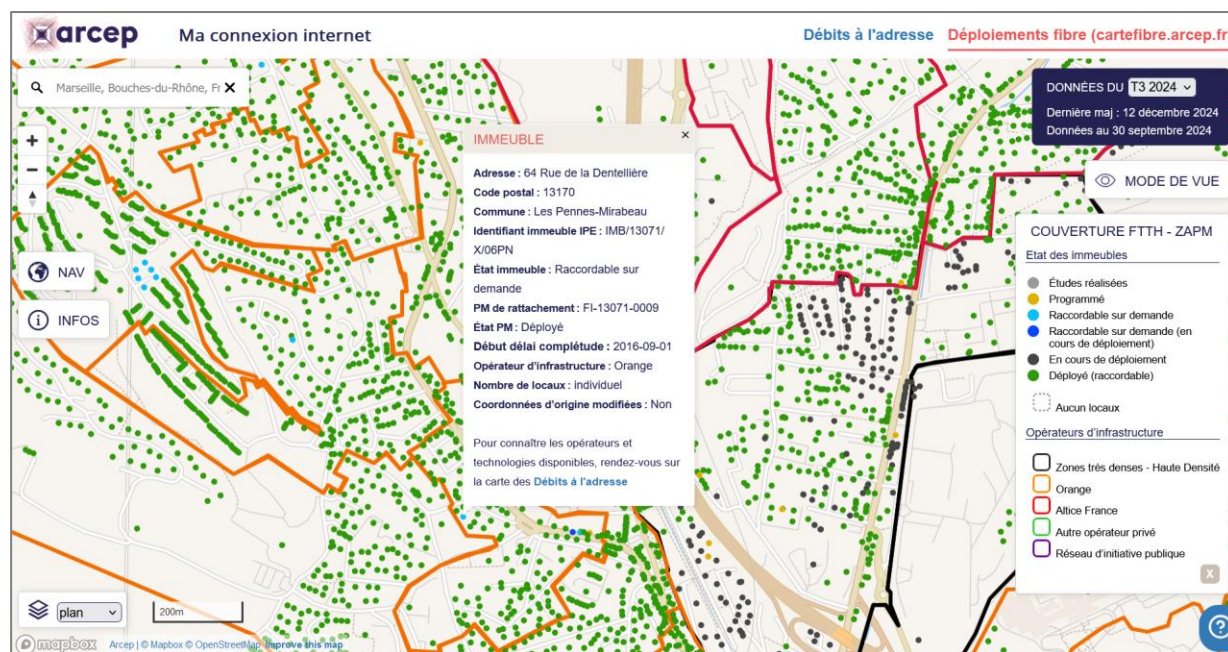 arcep
Ma connexion internet
Débits à l'adresse
Déploiements fibre (cartefibre.arcep.fr
Marseille, Bouches-du-Rhône, Fr
DONNÉES DU T3 2024
Dernière maj : 12 décembre 2024
Données au 30 septembre 2024
MODE DE VUE
NAV
INFOS
IMMEUBLE
Adresse : 64 Rue de la Dentellière
Code postal : 13170
Commune : Les Pennes-Mirabeau
Identifiant immeuble IPE : IMB/13071/
X/06PN
État immeuble : Raccordable sur
demande
PM de rattachement : FI-13071-0009
État PM : Déployé
Début délai complétude : 2016-09-01
Opérateur d'infrastructure : Orange
Nombre de locaux : individuel
Coordonnées d'origine modifiées : Non
Pour connaître les opérateurs et
technologies disponibles, rendez-vous sur
la carte des Débits à l'adresse
COUVERTURE FTTH - ZAPM
Etat des immeubles
Études réalisées
Programmé
Raccordable sur demande
Raccordable sur demande (en
cours de déploiement)
En cours de déploiement
Déployé (raccordable)
Aucun locaux
Opérateurs d'infrastructure
Zones trés denses - Haute Densité
Orange
Altice France
Autre opérateur privé
Réseau d'initiative publique
X
plan
200m
mapbox
Arcep | © Mapbox © OpenStreetMap Improve this map